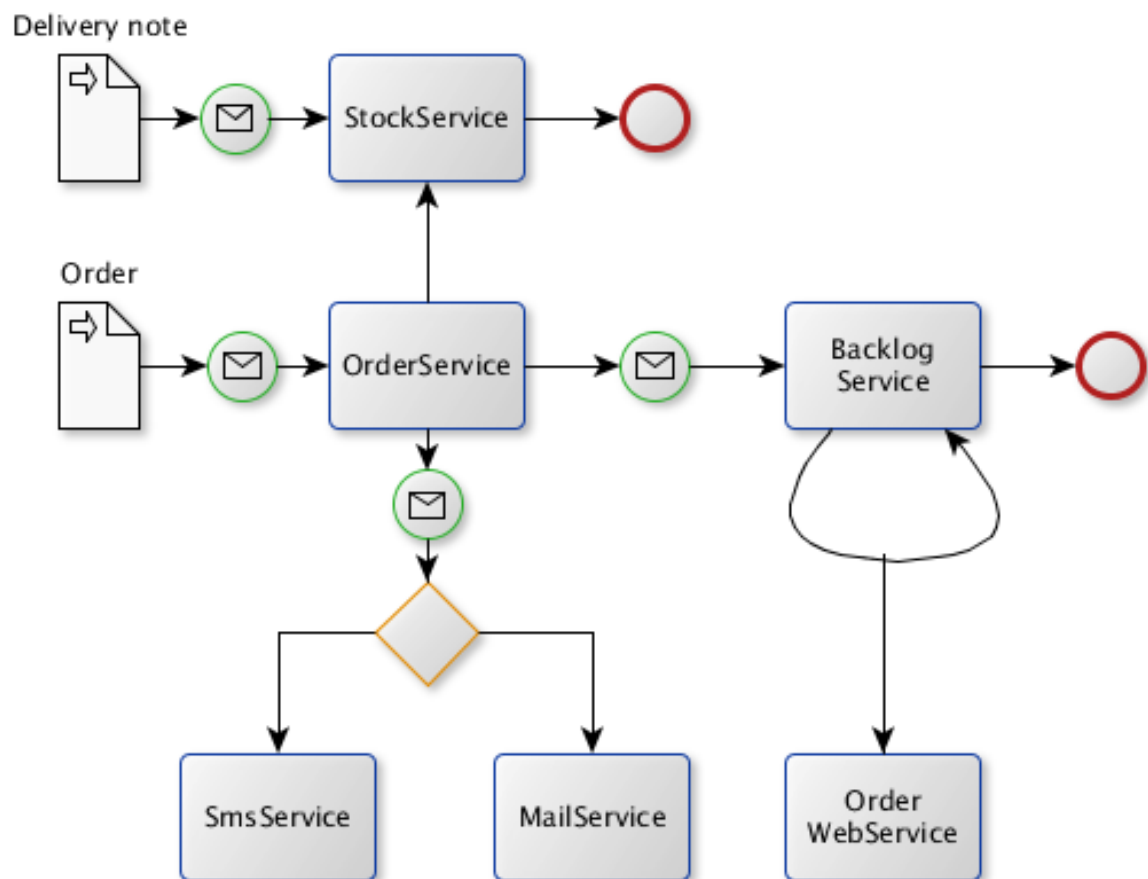 Delivery note
StockService
Order
OrderService
Backlog
Service
SmsService
MailService
Order
WebService